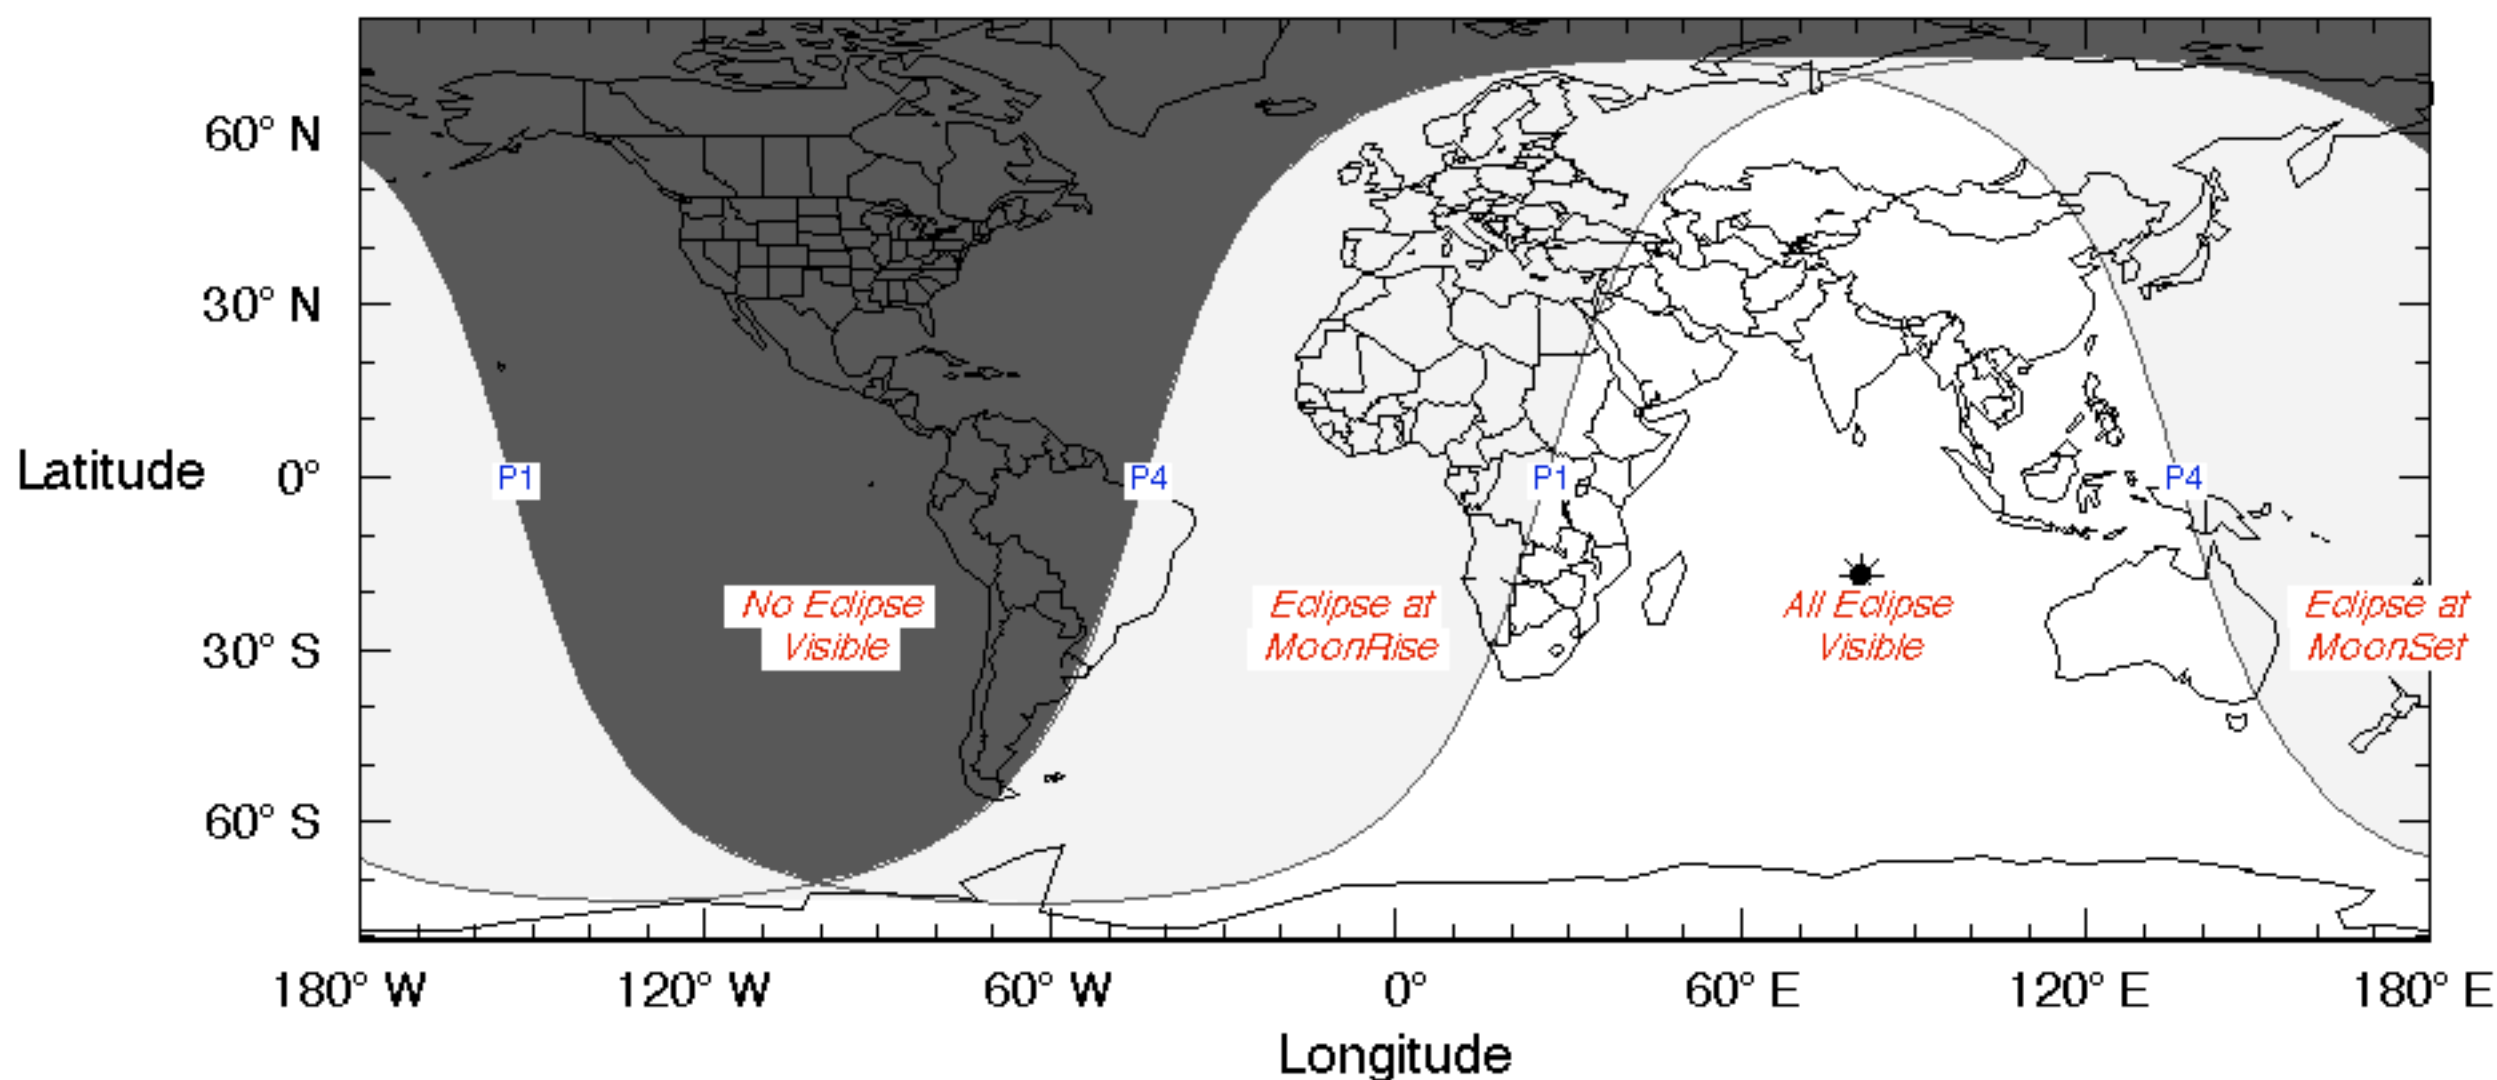 60° N
30° N
Latitude 0°
P1 P4 P1 P4
No Eclipse
Visible
Eclipse at
MoonRise
All Eclipse
Visible
Eclipse at
MoonSet
30° S
60° S
180° W 120° W 60° W 0° 60° E 120° E 180° E
Longitude